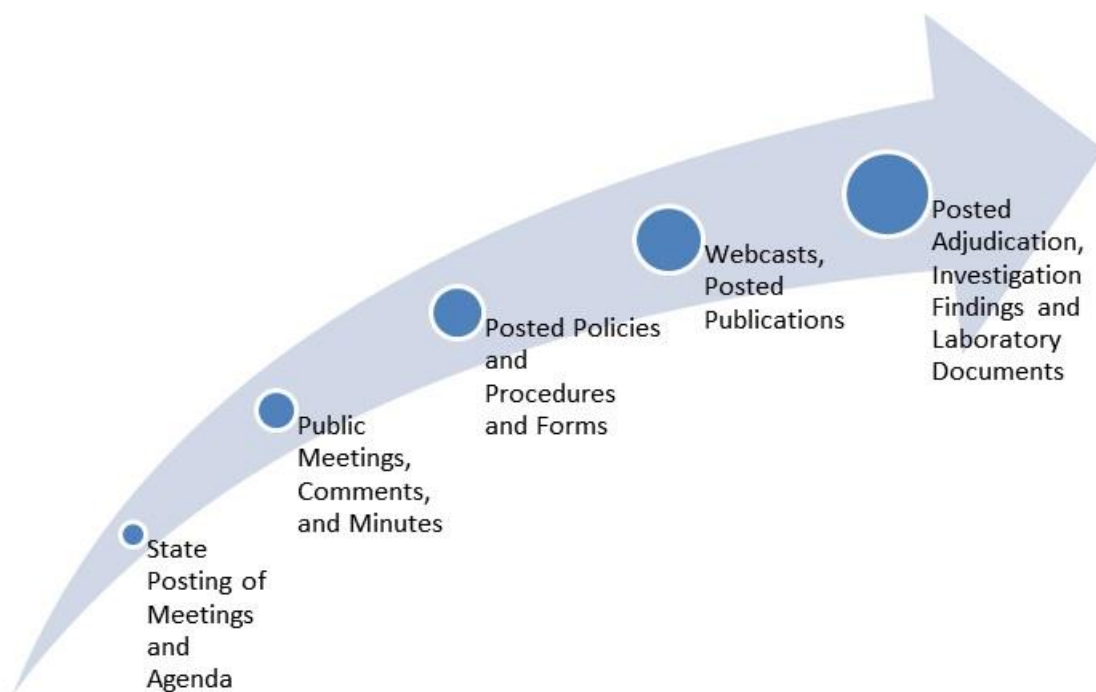 State
Posting of
Meetings
and
Agenda
Public
Meetings,
Comments,
and Minutes
Posted Policies
and
Procedures
and Forms
Webcasts,
Posted
Publications
Posted
Adjudication,
Investigation
Findings and
Laboratory
Documents